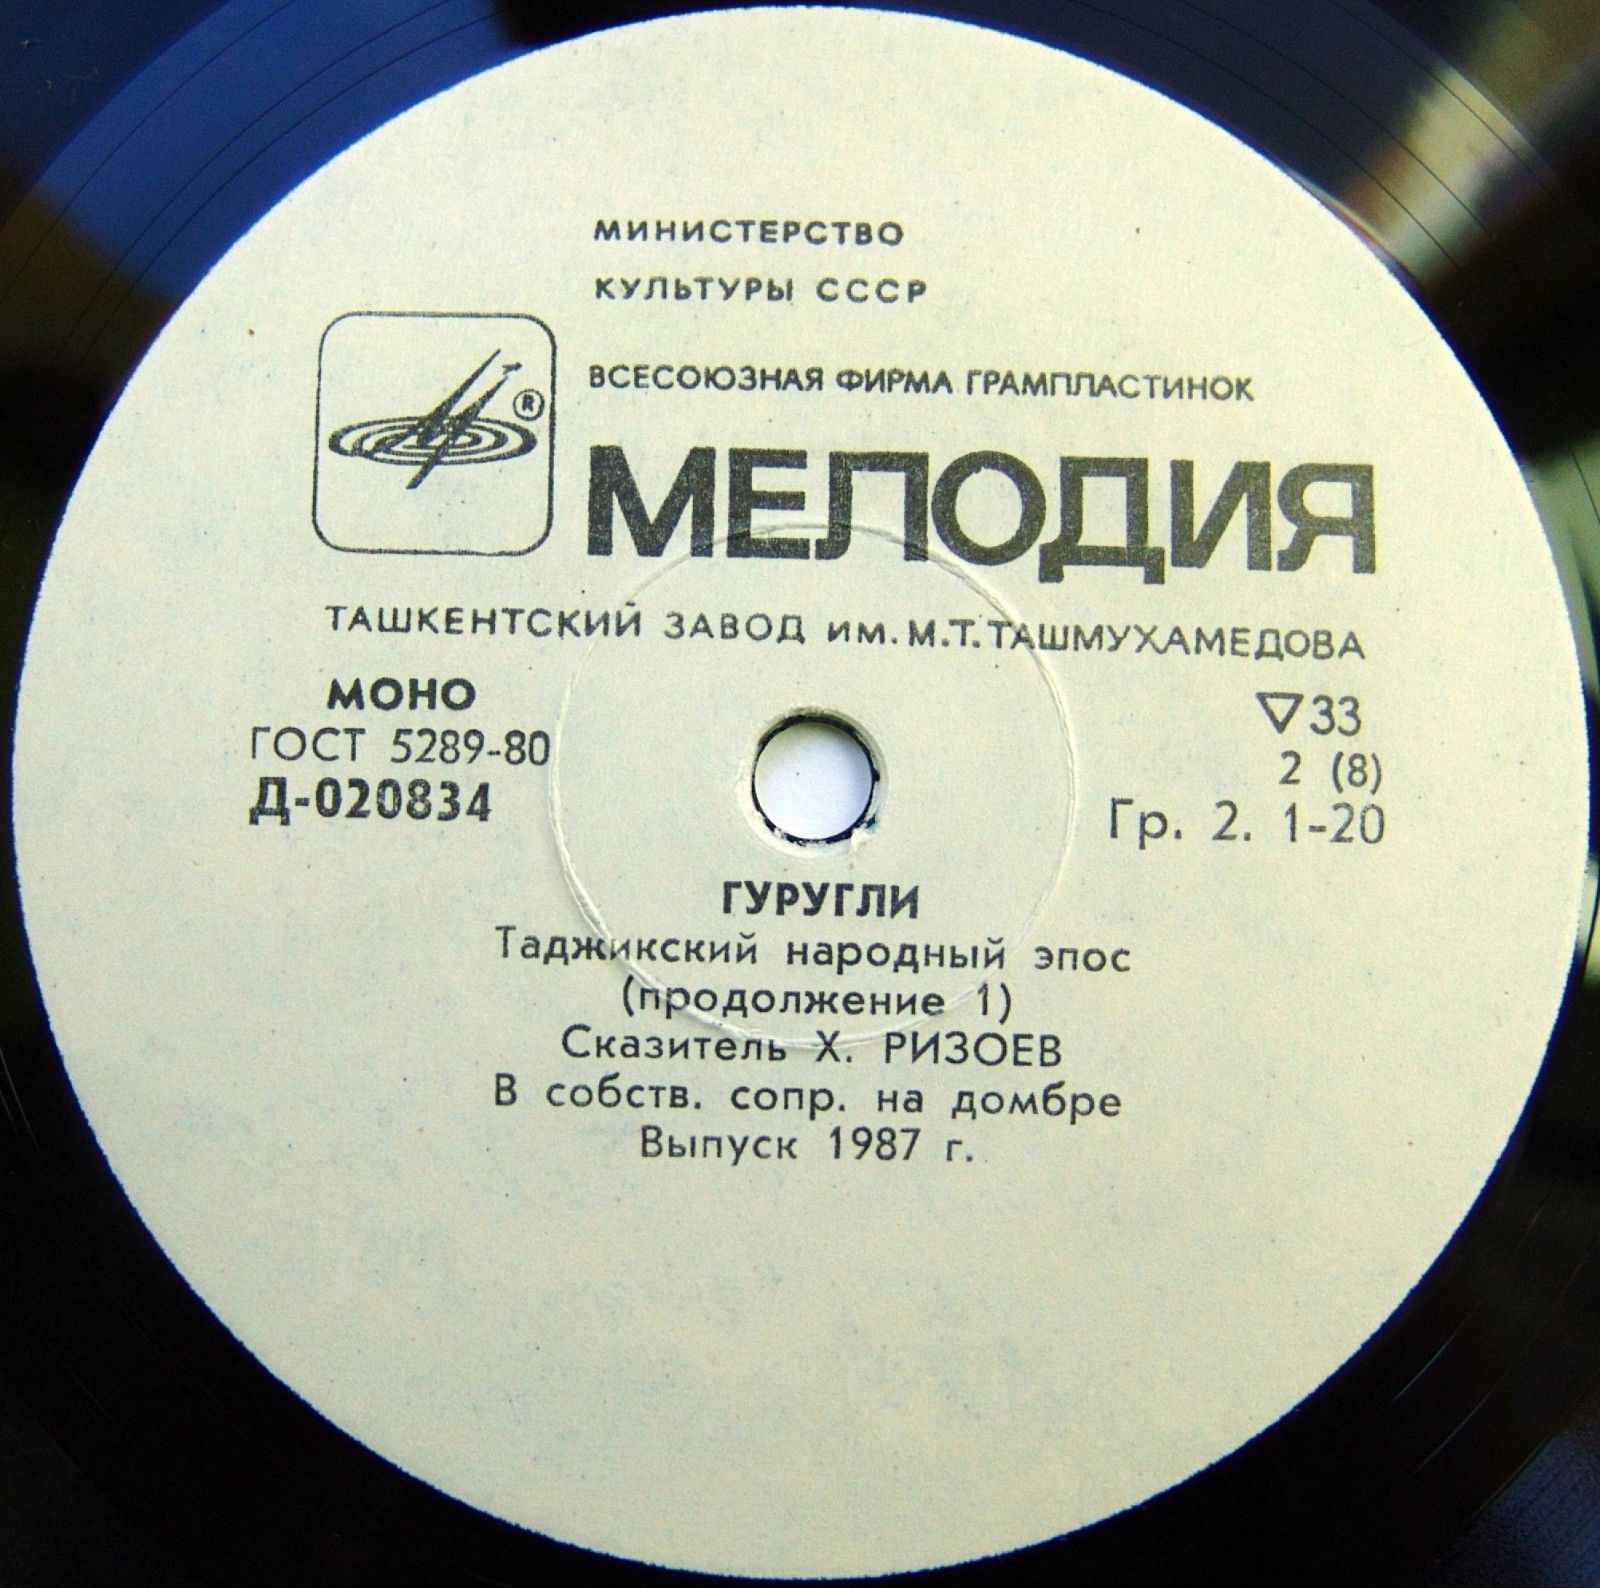 МИНИСТЕРСТВО
КУЛЬТУРЫ СССР
ВСЕСОЮЗНАЯ ФИРМА ГРАМПЛАСТИНОК
®
МЕЛОДИЯ
ТАШКЕНТСКИЙ ЗАВОД ИМ. М.Т. ТАШМУХАМЕДОВА
МОНО
ГОСТ 5289-80
Д-020834
▽33
2 (8)
Гр. 2. 1-20
ГУРУГЛИ
Таджикский народный эпос
(продолжение 1)
Сказитель Х. РИЗОЕВ
В собств. сопр. на домбре
Выпуск 1987 г.